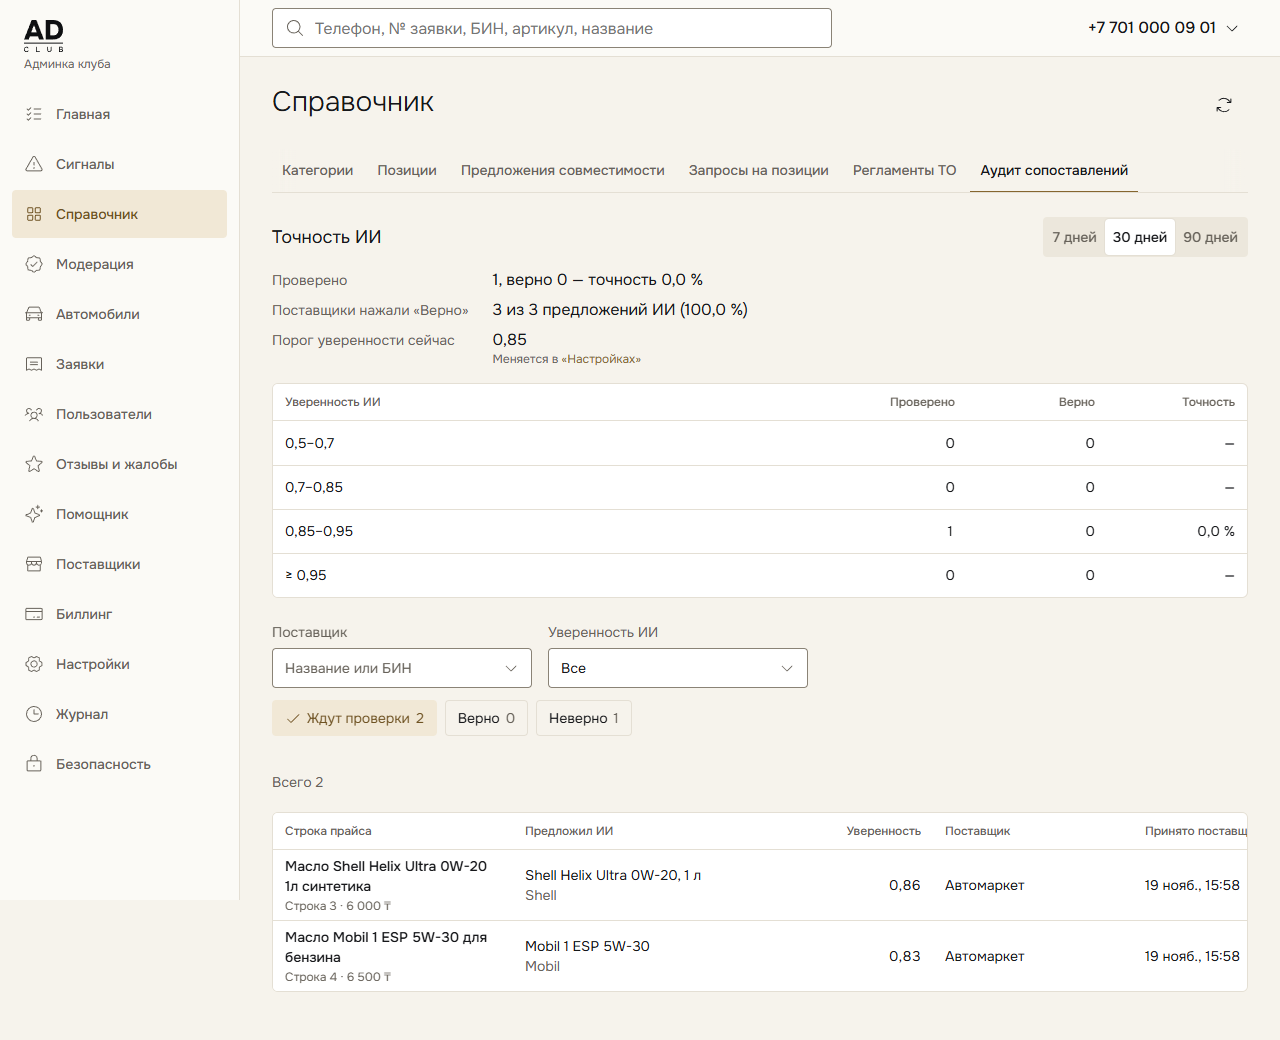 AD
CLUB
Админка клуба
Телефон, № заявки, БИН, артикул, название
+7 701 000 09 01
Главная
Сигналы
Справочник
Модерация
Автомобили
Заявки
Пользователи
Отзывы и жалобы
Помощник
Поставщики
Биллинг
Настройки
Журнал
Безопасность
Справочник
Категории Позиции Предложения совместимости Запросы на позиции Регламенты ТО Аудит сопоставлений
Точность ИИ
7 дней 30 дней 90 дней
Проверено 1, верно 0 — точность 0,0 %
Поставщики нажали «Верно» 3 из 3 предложений ИИ (100,0 %)
Порог уверенности сейчас 0,85
Меняется в «Настройках»
Уверенность ИИ Проверено Верно Точность
0,5–0,7 0 0 —
0,7–0,85 0 0 —
0,85–0,95 1 0 0,0 %
≥ 0,95 0 0 —
Поставщик Уверенность ИИ
Название или БИН Все
Ждут проверки 2 Верно 0 Неверно 1
Всего 2
Строка прайса Предложил ИИ Уверенность Поставщик Принято поставщ
Масло Shell Helix Ultra 0W-20
1л синтетика
Строка 3 · 6 000 ₸
Shell Helix Ultra 0W-20, 1 л
Shell
0,86 Автомаркет 19 нояб., 15:58
Масло Mobil 1 ESP 5W-30 для
бензина
Строка 4 · 6 500 ₸
Mobil 1 ESP 5W-30
Mobil
0,83 Автомаркет 19 нояб., 15:58